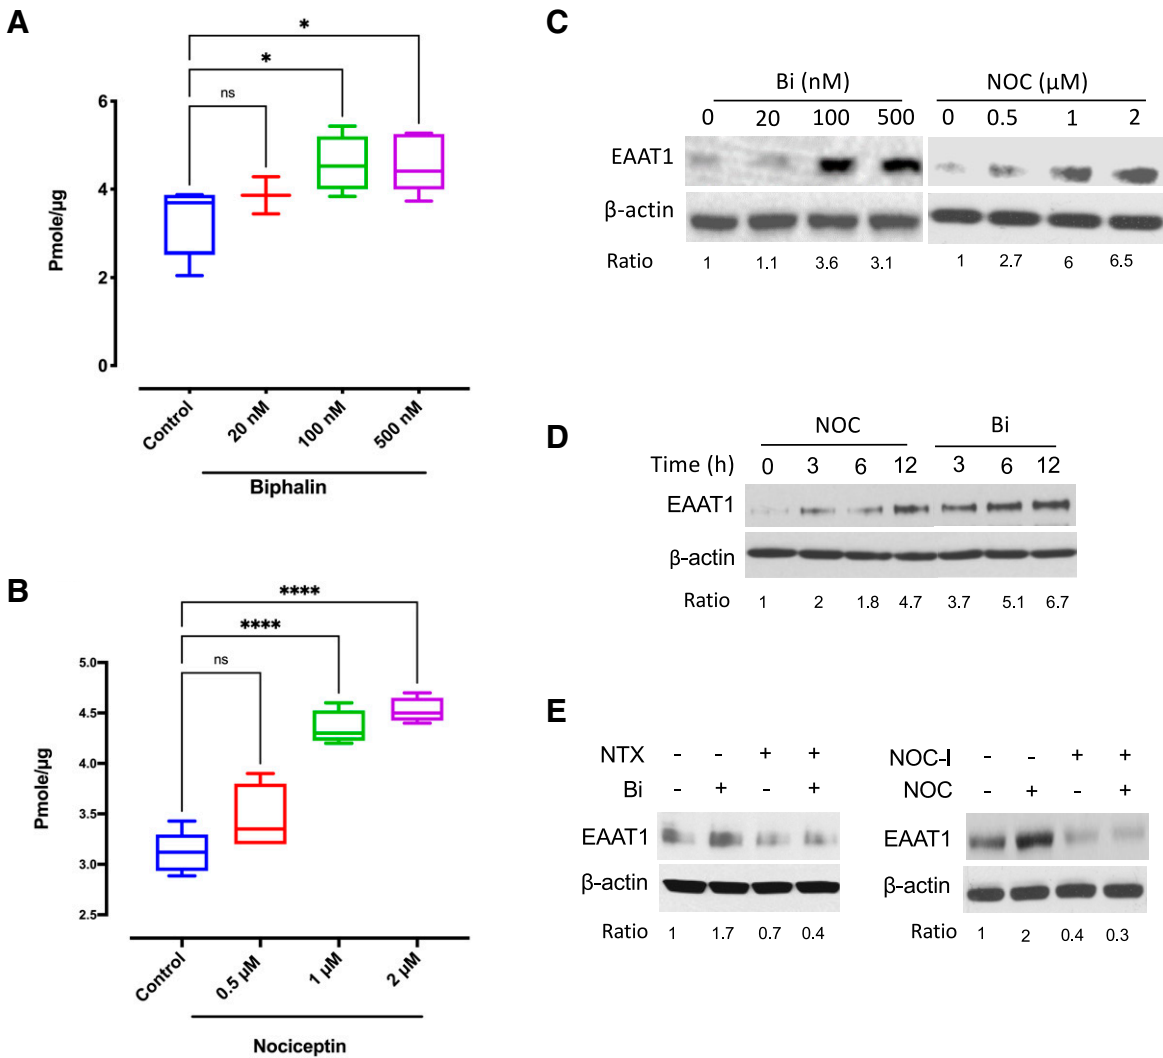 A
*
*
ns
6
4
2
0
Pmole/µg
Control
20 nM
100 nM
500 nM
Biphalin
B
****
****
ns
5.0
4.5
4.0
3.5
3.0
2.5
Pmole/µg
Control
0.5 µM
1 µM
2 µM
Nociceptin
C
Bi (nM) NOC (µM)
0 20 100 500 0 0.5 1 2
EAAT1
β-actin
Ratio 1 1.1 3.6 3.1 1 2.7 6 6.5
D
NOC Bi
Time (h) 0 3 6 12 3 6 12
EAAT1
β-actin
Ratio 1 2 1.8 4.7 3.7 5.1 6.7
E
NTX - - + +
Bi - + - +
EAAT1
β-actin
Ratio 1 1.7 0.7 0.4
NOC-I - - + +
NOC - + - +
EAAT1
β-actin
Ratio 1 2 0.4 0.3